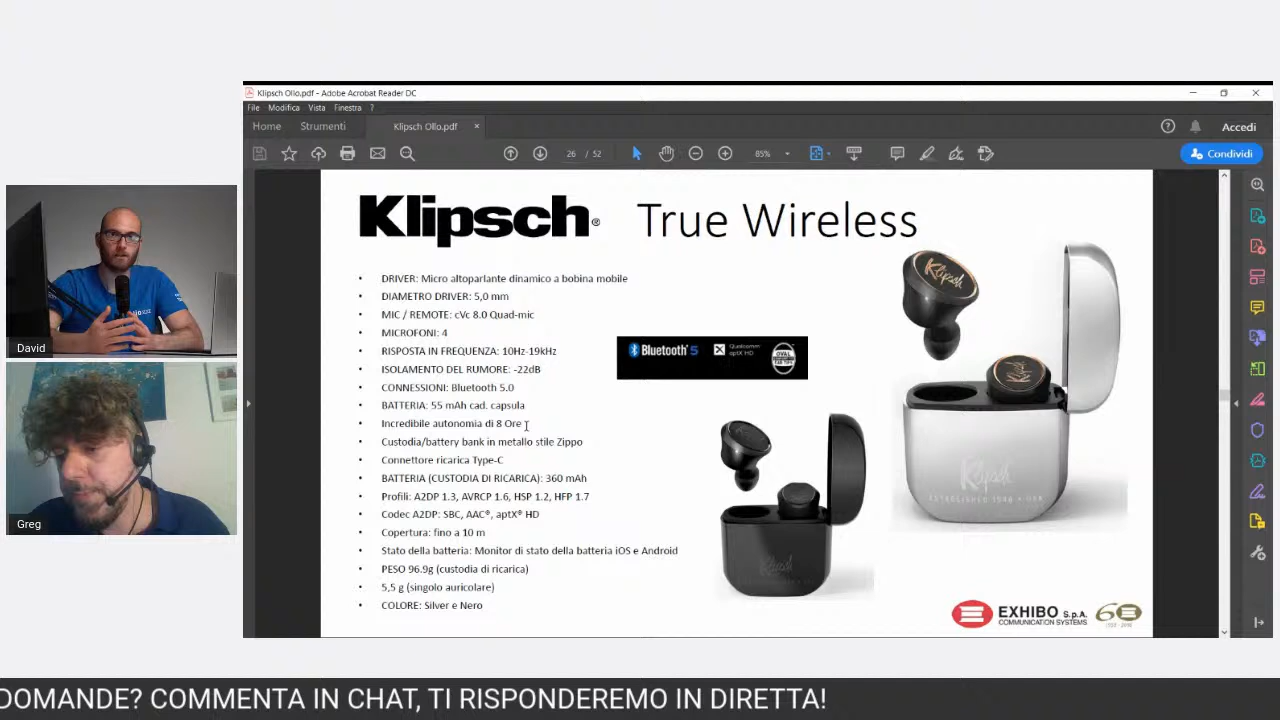 Klipsch Ollo.pdf - Adobe Acrobat Reader DC
File Modifica Vista Finestra ?
Home Strumenti Klipsch Ollo.pdf × Accedi
26 / 52 85% Condividi
Klipsch® True Wireless
• DRIVER: Micro altoparlante dinamico a bobina mobile
• DIAMETRO DRIVER: 5,0 mm
• MIC / REMOTE: cVc 8.0 Quad-mic
• MICROFONI: 4
• RISPOSTA IN FREQUENZA: 10Hz-19kHz
• ISOLAMENTO DEL RUMORE: -22dB
• CONNESSIONI: Bluetooth 5.0
• BATTERIA: 55 mAh cad. capsula
• Incredibile autonomia di 8 Ore
• Custodia/battery bank in metallo stile Zippo
• Connettore ricarica Type-C
• BATTERIA (CUSTODIA DI RICARICA): 360 mAh
• Profili: A2DP 1.3, AVRCP 1.6, HSP 1.2, HFP 1.7
• Codec A2DP: SBC, AAC®, aptX® HD
• Copertura: fino a 10 m
• Stato della batteria: Monitor di stato della batteria iOS e Android
• PESO 96.9g (custodia di ricarica)
• 5,5 g (singolo auricolare)
• COLORE: Silver e Nero
Bluetooth 5
Qualcomm
aptX HD
OVAL
Klipsch
Klipsch
EXHIBO S.p.A.
COMMUNICATION SYSTEMS
60
David
Greg
DOMANDE? COMMENTA IN CHAT, TI RISPONDEREMO IN DIRETTA!